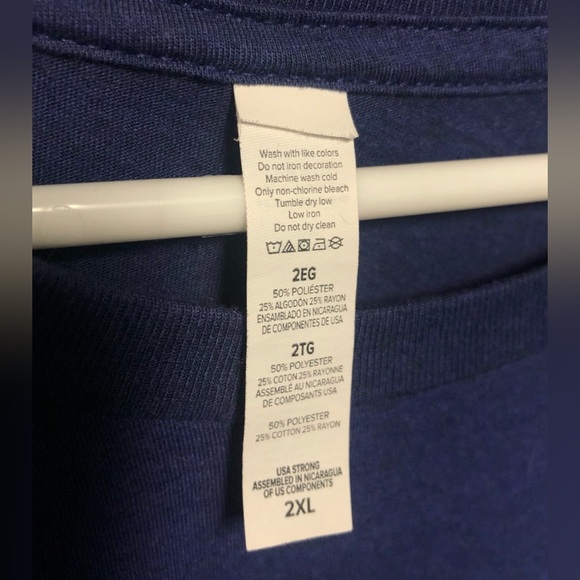 Wash with like colors
Do not iron decoration
Machine wash cold
Only non-chlorine bleach
Tumble dry low
Low iron
Do not dry clean
2EG
50% POLIÉSTER
25% ALGODÓN 25% RAYON
ENSAMBLADO EN NICARAGUA
DE COMPONENTES DE USA
2TG
50% POLYESTER
25% COTON 25% RAYONNE
ASSEMBLÉ AU NICARAGUA
DE COMPOSANTS USA
50% POLYESTER
25% COTTON 25% RAYON
USA STRONG
ASSEMBLED IN NICARAGUA
OF US COMPONENTS
2XL